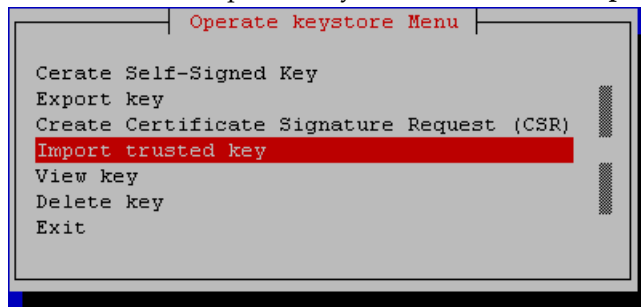 Operate keystore Menu
Cerate Self-Signed Key
Export key
Create Certificate Signature Request (CSR)
Import trusted key
View key
Delete key
Exit